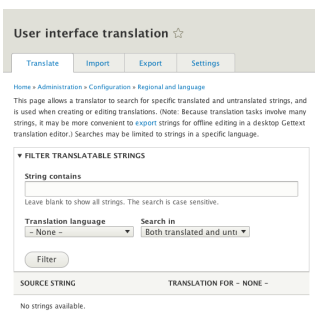 User interface translation ☆
Translate Import Export Settings
Home » Administration » Configuration » Regional and language
This page allows a translator to search for specific translated and untranslated strings, and
is used when creating or editing translations. (Note: Because translation tasks involve many
strings, it may be more convenient to export strings for offline editing in a desktop Gettext
translation editor.) Searches may be limited to strings in a specific language.
▼ FILTER TRANSLATABLE STRINGS
String contains
Leave blank to show all strings. The search is case sensitive.
Translation language Search in
– None – ▼ Both translated and unti ▼
Filter
SOURCE STRING TRANSLATION FOR – NONE –
No strings available.